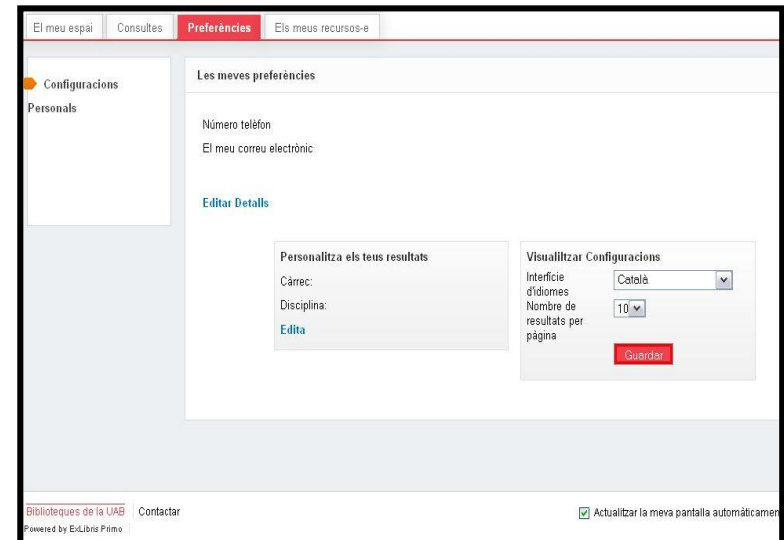 El meu espai Consultes Preferències Els meus recursos-e
Configuracions
Personals
Les meves preferències
Número telèfon
El meu correu electrònic
Editar Detalls
Personalitza els teus resultats
Càrrec:
Disciplina:
Edita
Visualiltzar Configuracions
Interfície
d'idiomes
Català
Nombre de
resultats per
pàgina
10
Guardar
Biblioteques de la UAB Contactar
Actualitzar la meva pantalla automàticamen
Powered by ExLibris Primo